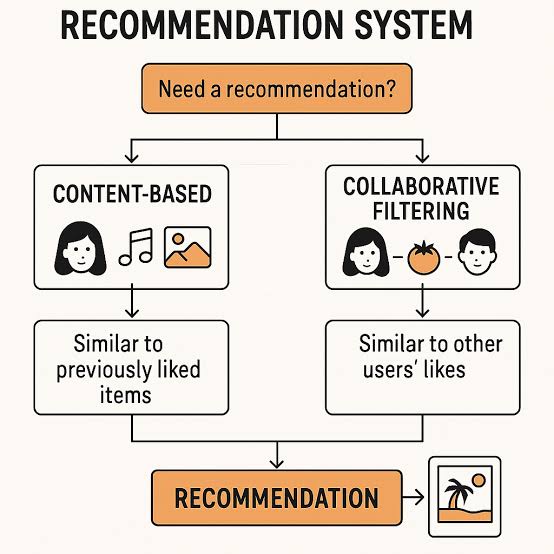 RECOMMENDATION SYSTEM
Need a recommendation?
CONTENT-BASED
COLLABORATIVE
FILTERING
Similar to
previously liked
items
Similar to other
users' likes
RECOMMENDATION